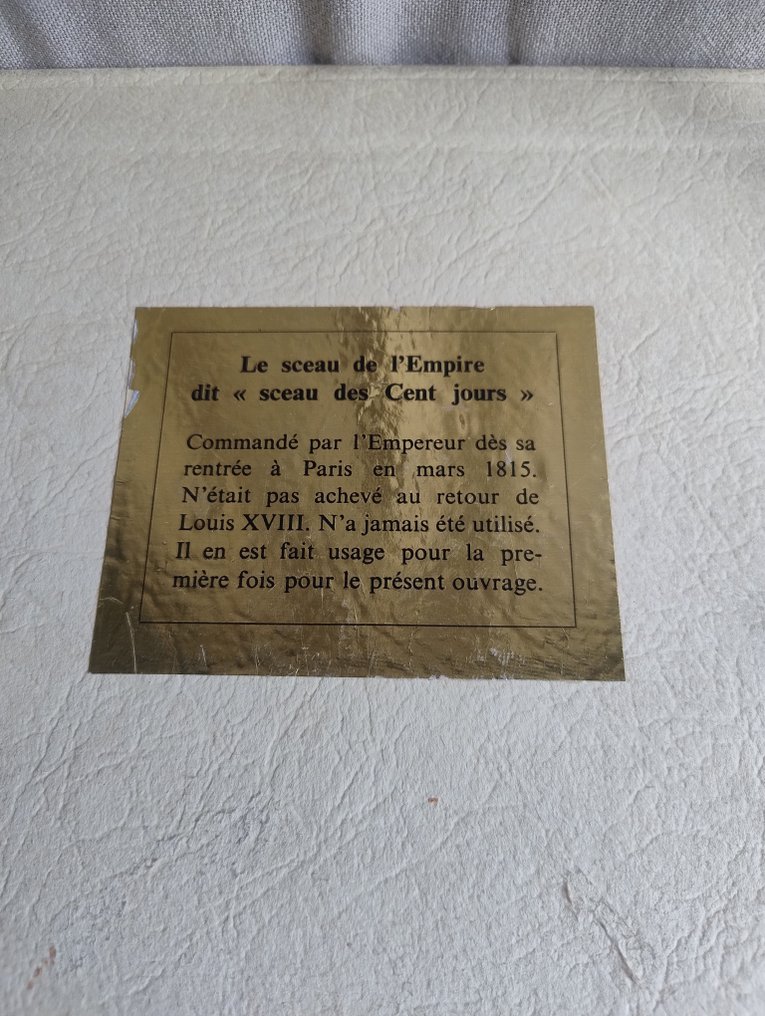 Le sceau de l'Empire
dit « sceau des Cent jours »
Commandé par l'Empereur dès sa
rentrée à Paris en mars 1815.
N'était pas achevé au retour de
Louis XVIII. N'a jamais été utilisé.
Il en est fait usage pour la pre-
mière fois pour le présent ouvrage.